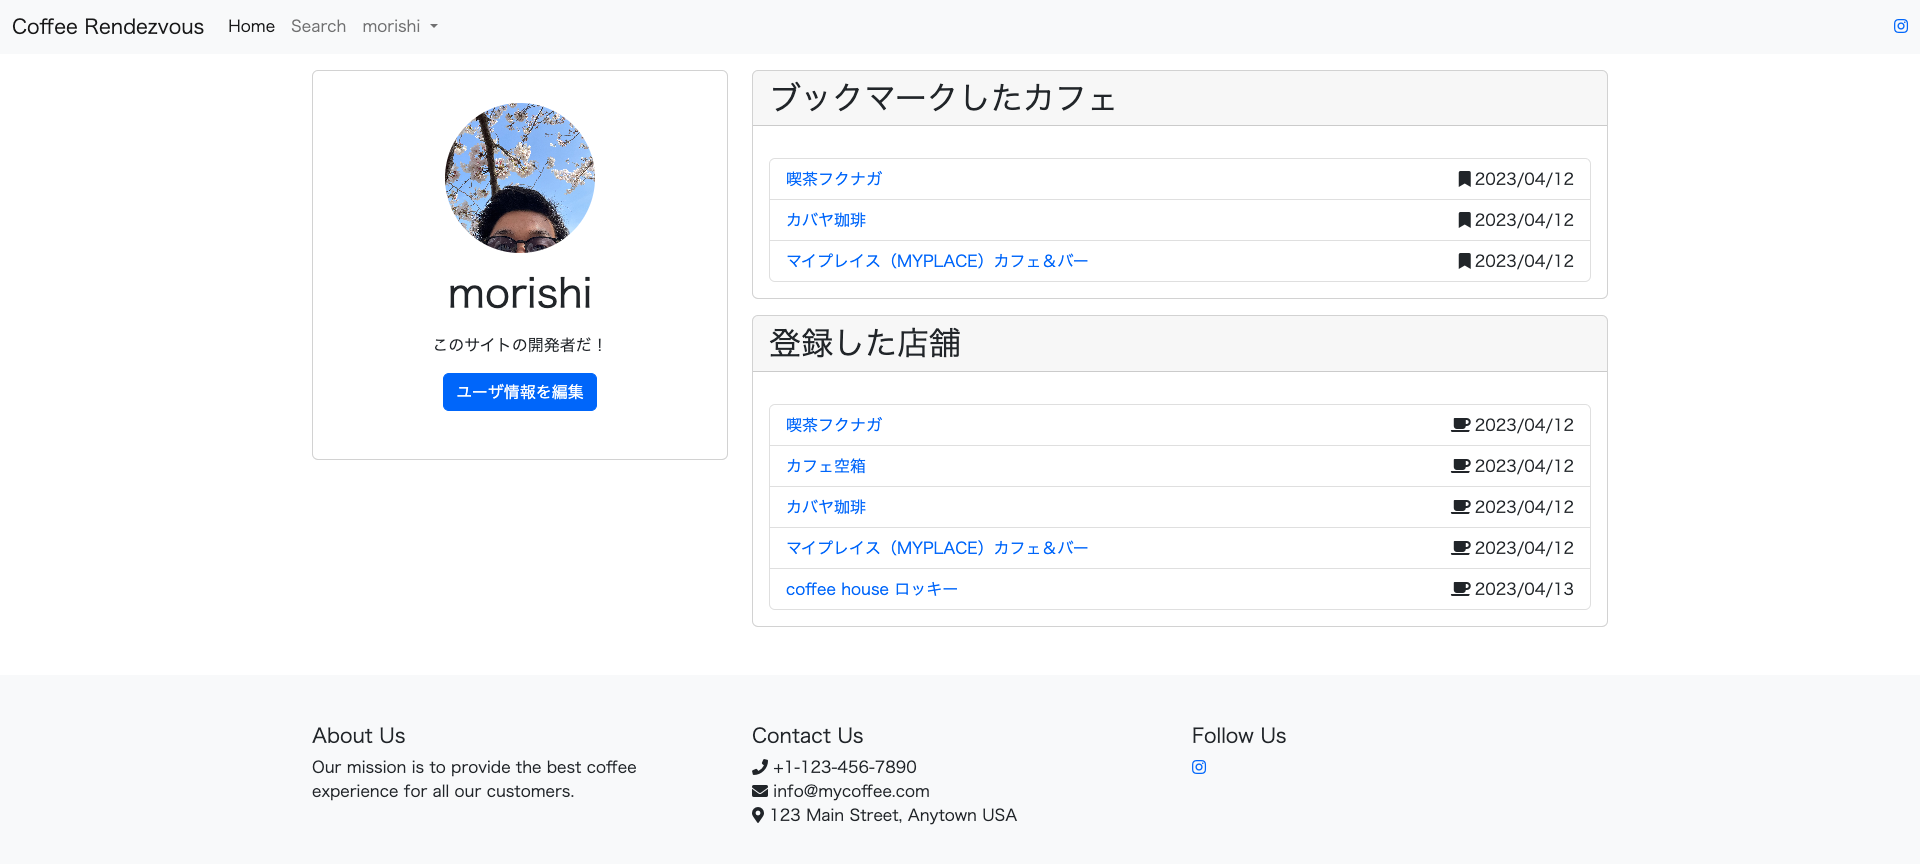 Coffee Rendezvous Home Search morishi
morishi
このサイトの開発者だ！
ユーザ情報を編集
ブックマークしたカフェ
喫茶フクナガ 2023/04/12
カバヤ珈琲 2023/04/12
マイプレイス（MYPLACE）カフェ＆バー 2023/04/12
登録した店舗
喫茶フクナガ 2023/04/12
カフェ空箱 2023/04/12
カバヤ珈琲 2023/04/12
マイプレイス（MYPLACE）カフェ＆バー 2023/04/12
coffee house ロッキー 2023/04/13
About Us
Our mission is to provide the best coffee
experience for all our customers.
Contact Us
+1-123-456-7890
info@mycoffee.com
123 Main Street, Anytown USA
Follow Us